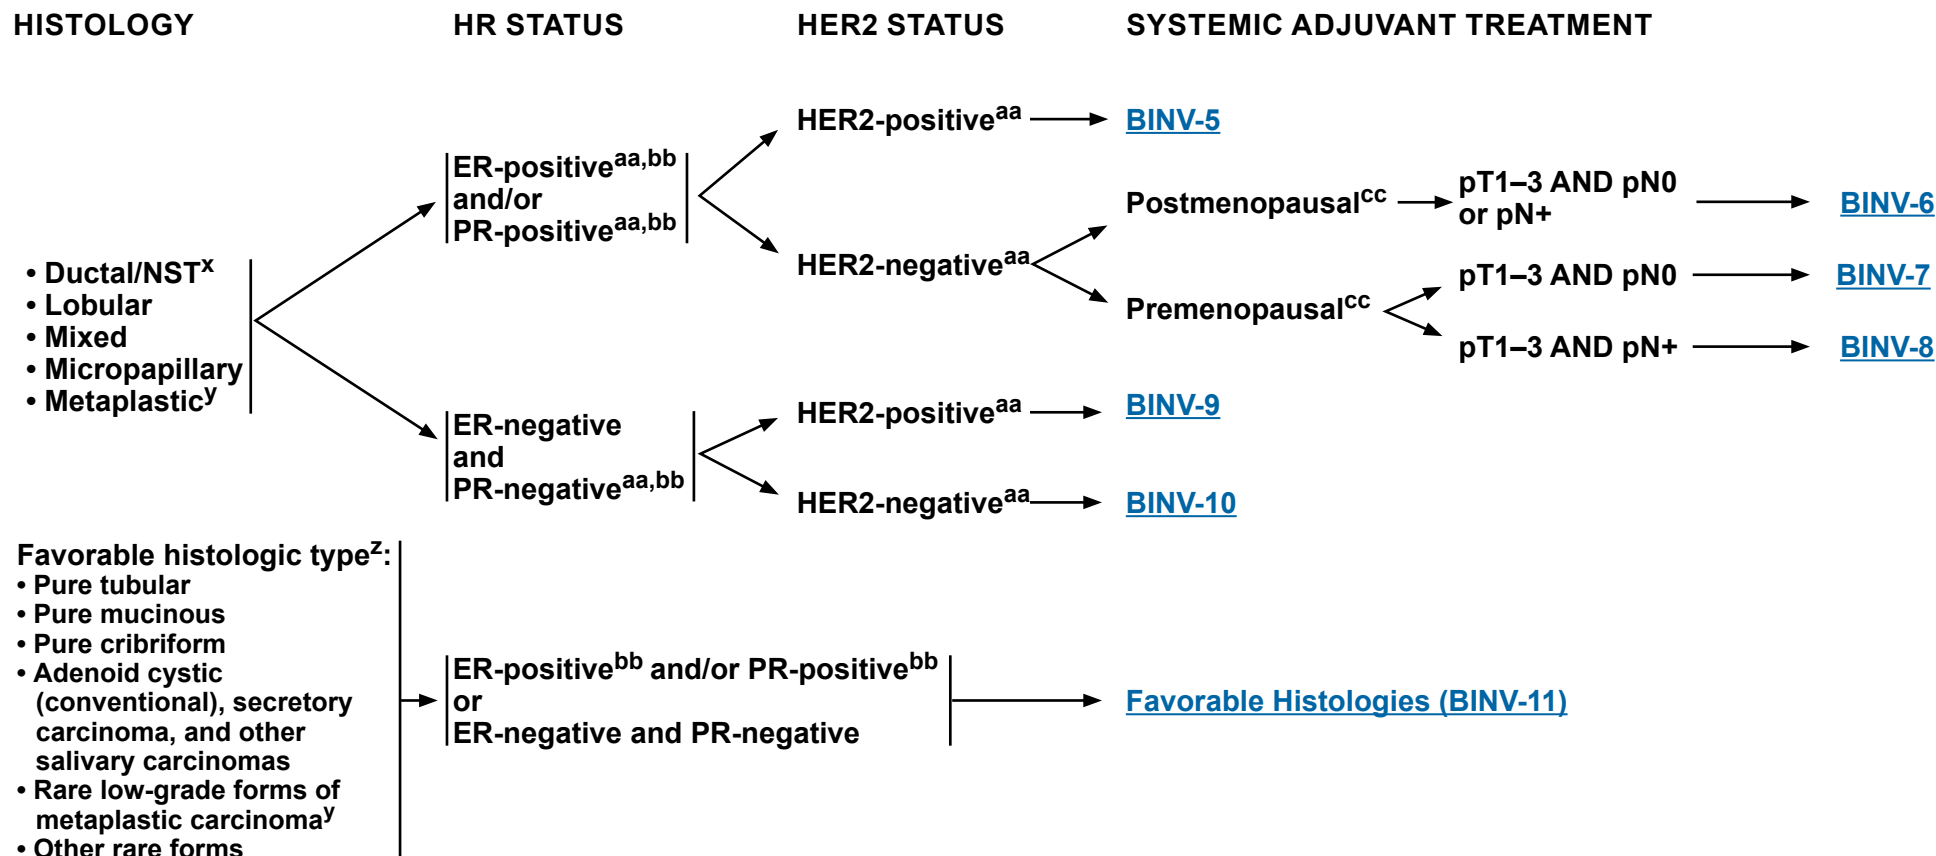 HISTOLOGY HR STATUS HER2 STATUS SYSTEMIC ADJUVANT TREATMENT
• Ductal/NSTx
• Lobular
• Mixed
• Micropapillary
• Metaplasticy
ER-positiveaa,bb
and/or
PR-positiveaa,bb
HER2-positiveaa
BINV-5
HER2-negativeaa
Postmenopausalcc
pT1–3 AND pN0
or pN+
BINV-6
Premenopausalcc
pT1–3 AND pN0
BINV-7
pT1–3 AND pN+
BINV-8
ER-negative
and
PR-negativeaa,bb
HER2-positiveaa
BINV-9
HER2-negativeaa
BINV-10
Favorable histologic typez:
• Pure tubular
• Pure mucinous
• Pure cribriform
• Adenoid cystic
(conventional), secretory
carcinoma, and other
salivary carcinomas
• Rare low-grade forms of
metaplastic carcinomay
• Other rare forms
ER-positivebb and/or PR-positivebb
or
ER-negative and PR-negative
Favorable Histologies (BINV-11)